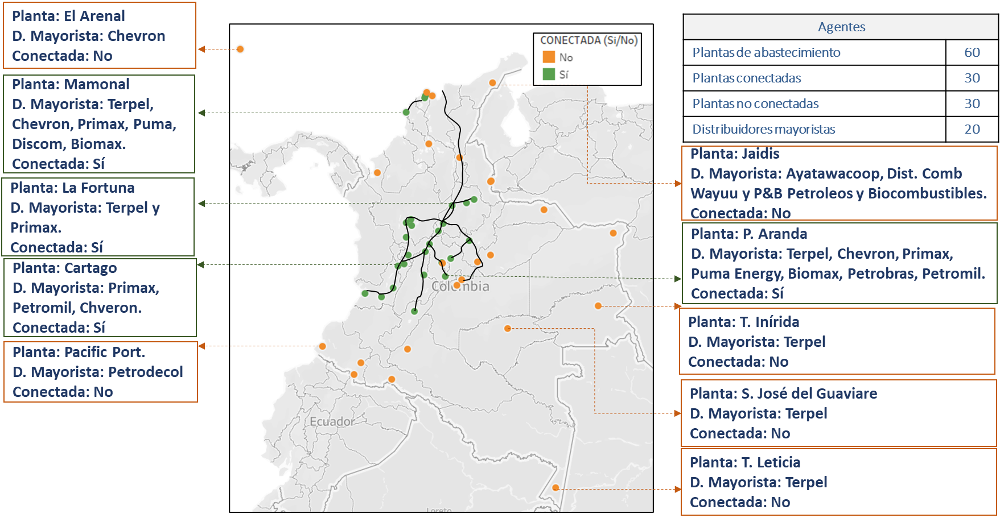 Planta: El Arenal
D. Mayorista: Chevron
Conectada: No
Planta: Mamonal
D. Mayorista: Terpel,
Chevron, Primax, Puma,
Discom, Biomax.
Conectada: Sí
Planta: La Fortuna
D. Mayorista: Terpel y
Primax.
Conectada: Sí
Planta: Cartago
D. Mayorista: Primax,
Petromil, Chveron.
Conectada: Sí
Planta: Pacific Port.
D. Mayorista: Petrodecol
Conectada: No
CONECTADA (Si/No)
No
Sí
Colombia
Ecuador
Loreto
Agentes
Plantas de abastecimiento 60
Plantas conectadas 30
Plantas no conectadas 30
Distribuidores mayoristas 20
Planta: Jaidis
D. Mayorista: Ayatawacoop, Dist. Comb
Wayuu y P&B Petroleos y Biocombustibles.
Conectada: No
Planta: P. Aranda
D. Mayorista: Terpel, Chevron, Primax,
Puma Energy, Biomax, Petrobras, Petromil.
Conectada: Sí
Planta: T. Inírida
D. Mayorista: Terpel
Conectada: No
Planta: S. José del Guaviare
D. Mayorista: Terpel
Conectada: No
Planta: T. Leticia
D. Mayorista: Terpel
Conectada: No